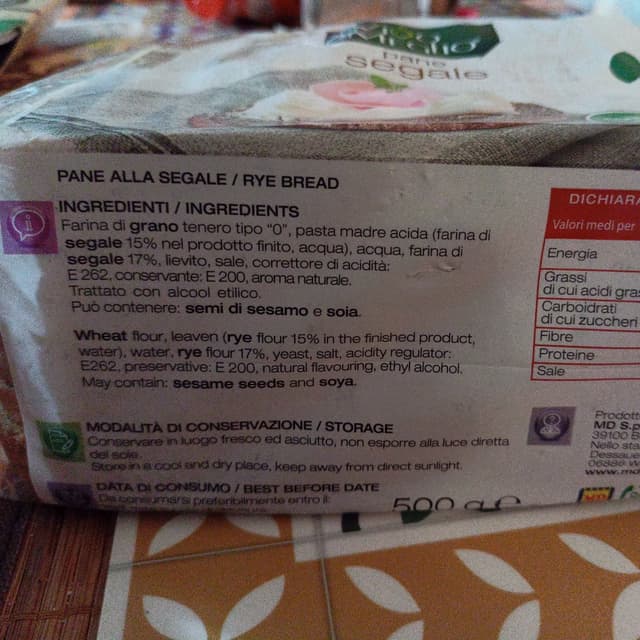 pane
segale
PANE ALLA SEGALE / RYE BREAD
INGREDIENTI / INGREDIENTS
Farina di grano tenero tipo "0", pasta madre acida (farina di
segale 15% nel prodotto finito, acqua), acqua, farina di
segale 17%, lievito, sale, correttore di acidità:
E 262, conservante: E 200, aroma naturale.
Trattato con alcool etilico.
Può contenere: semi di sesamo e soia.
Wheat flour, leaven (rye flour 15% in the finished product,
water), water, rye flour 17%, yeast, salt, acidity regulator:
E262, preservative: E 200, natural flavouring, ethyl alcohol.
May contain: sesame seeds and soya.
MODALITÀ DI CONSERVAZIONE / STORAGE
Conservare in luogo fresco ed asciutto, non esporre alla luce diretta
del sole.
Store in a cool and dry place, keep away from direct sunlight.
DATA DI CONSUMO / BEST BEFORE DATE
Da consumarsi preferibilmente entro il:
500 g e
DICHIARA
Valori medi per
Energia
Grassi
di cui acidi gras
Carboidrati
di cui zuccheri
Fibre
Proteine
Sale
Prodott
MD S.p
39100 B
Nello sta
Dessaue
06386 W
www.md